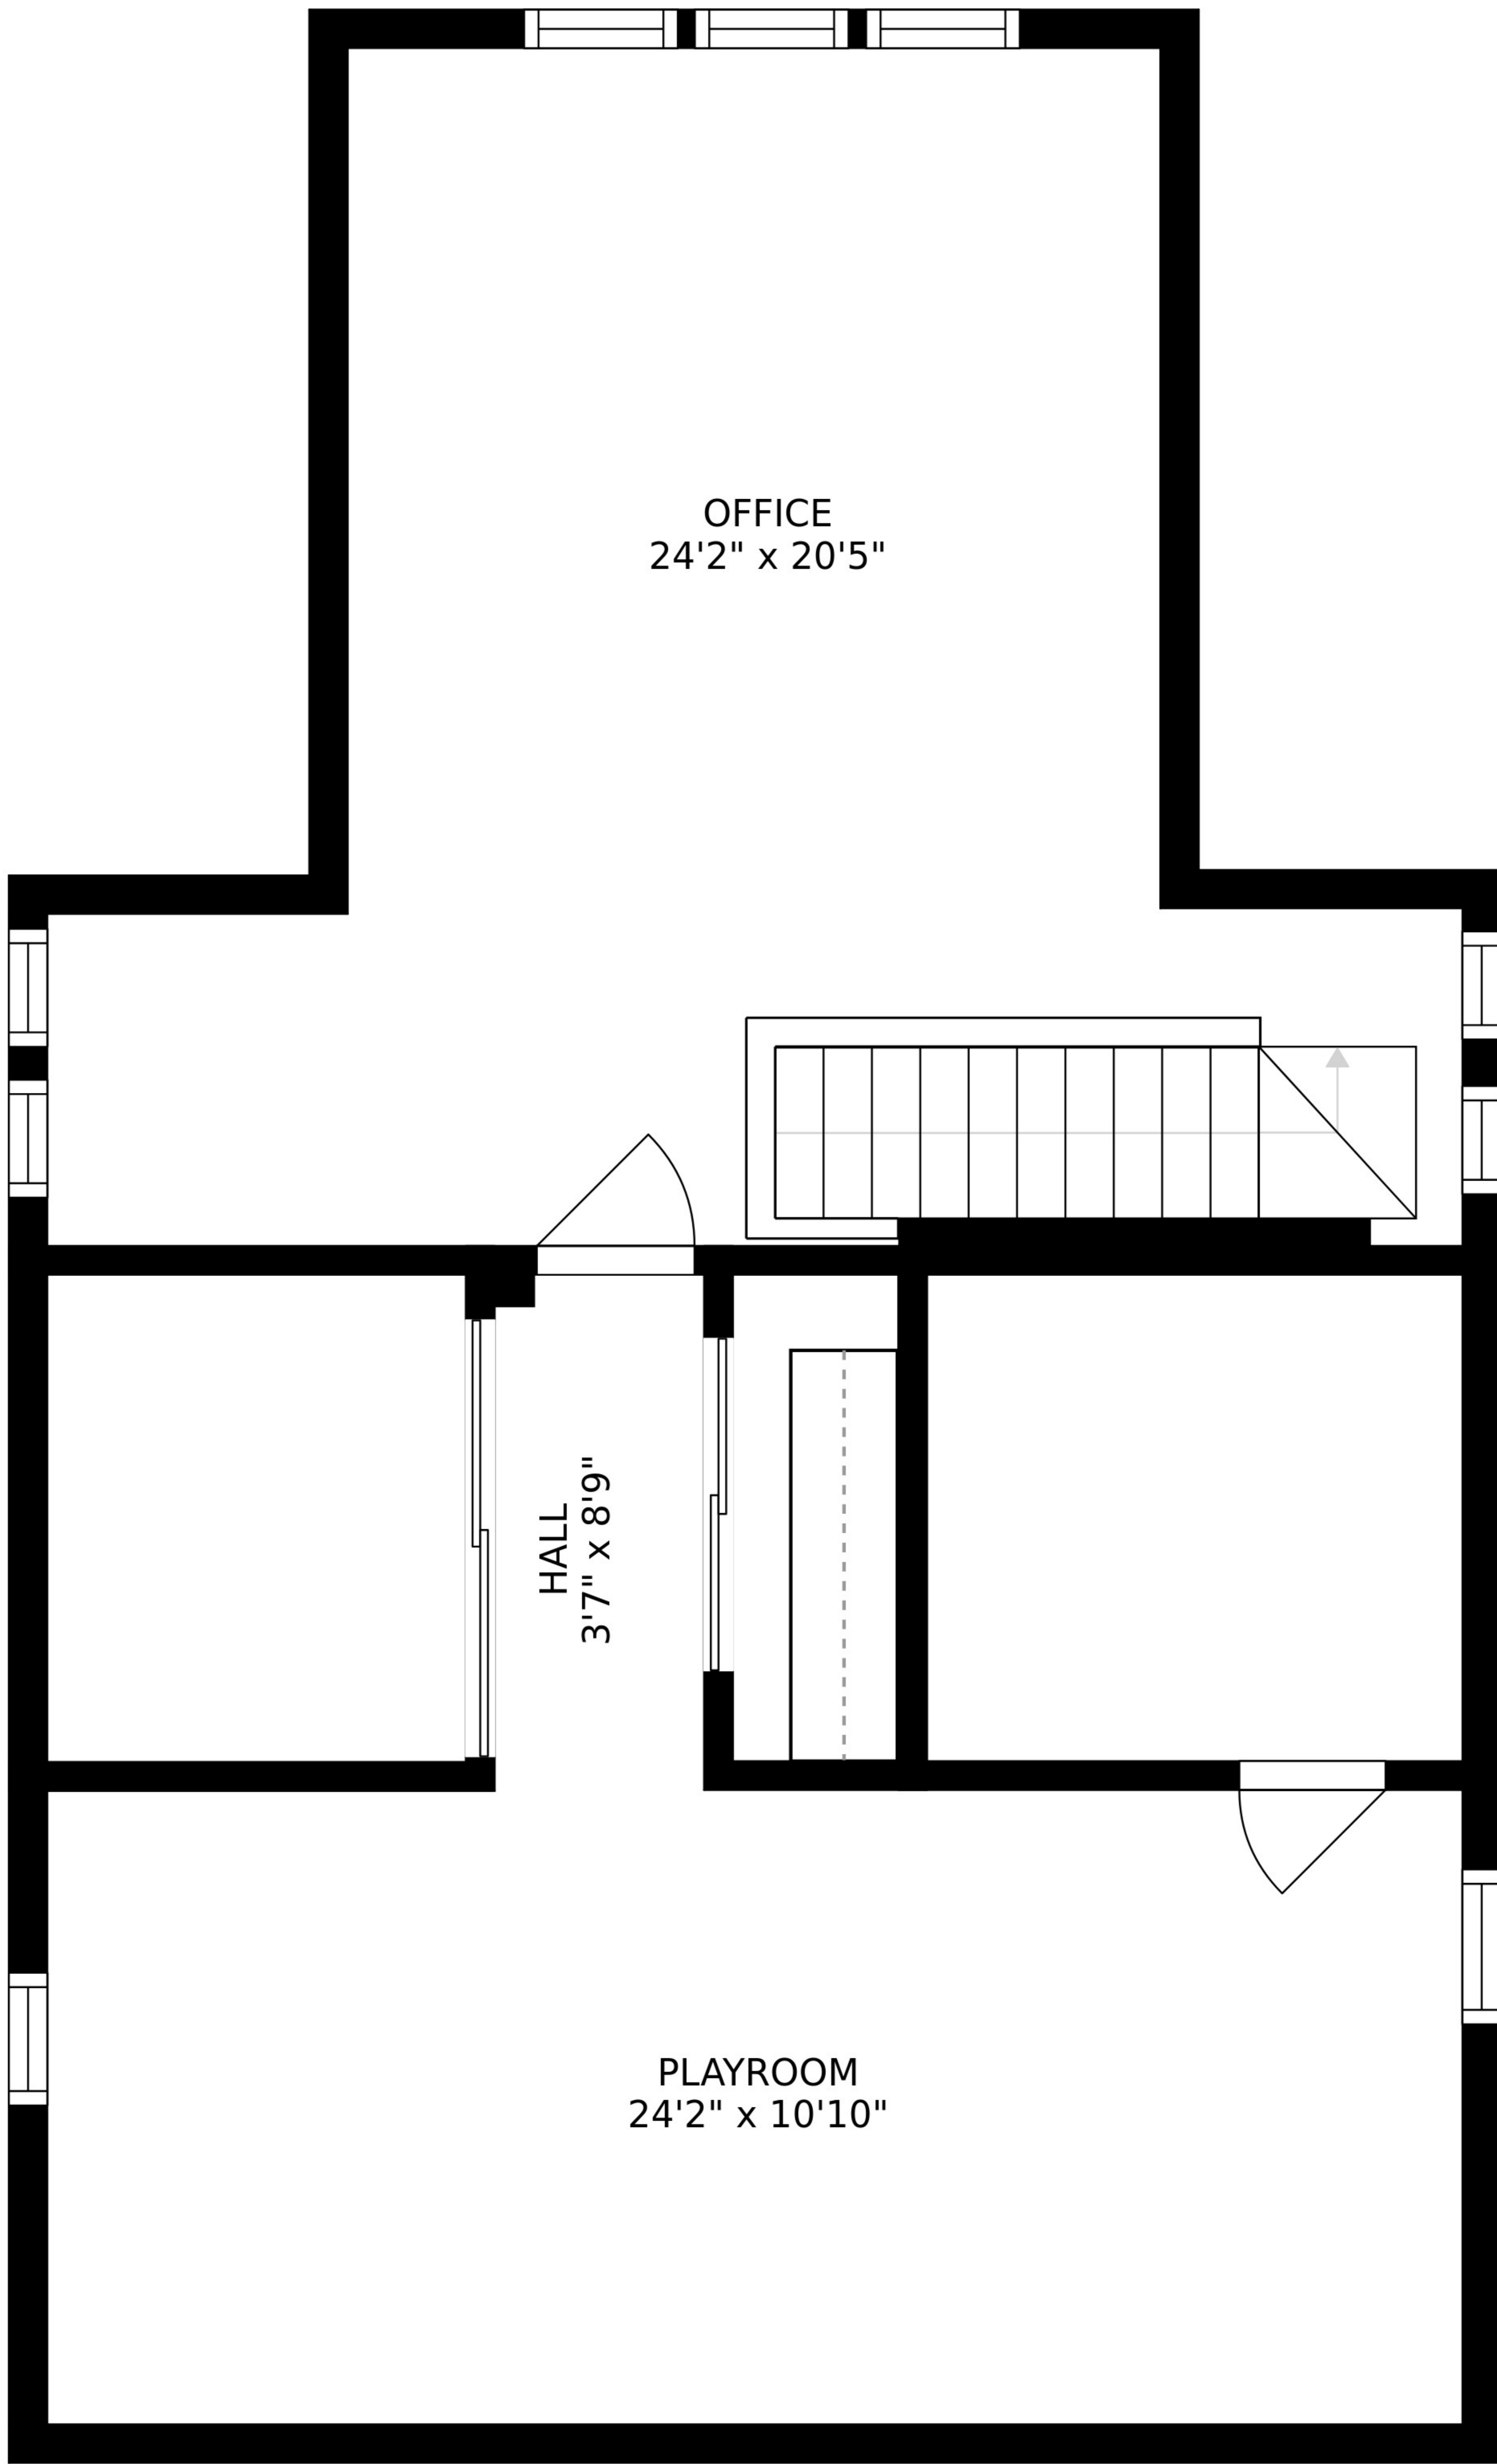 OFFICE
24'2" x 20'5"
HALL
3'7" x 8'9"
PLAYROOM
24'2" x 10'10"